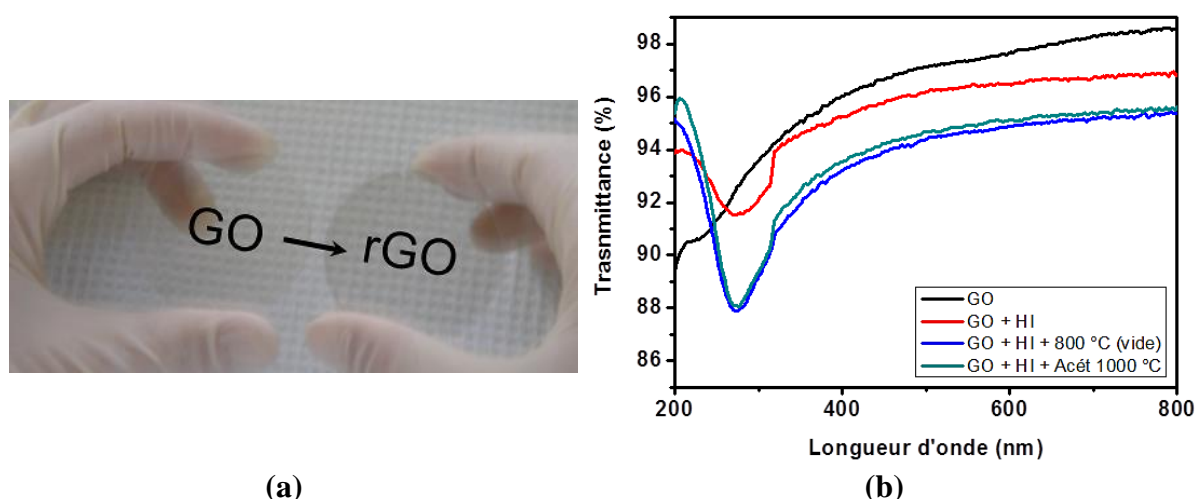 GO → rGO
(a)
98
96
94
92
90
88
86
Trasnmittance (%)
GO
GO + HI
GO + HI + 800 °C (vide)
GO + HI + Acét 1000 °C
200 400 600 800
Longueur d'onde (nm)
(b)